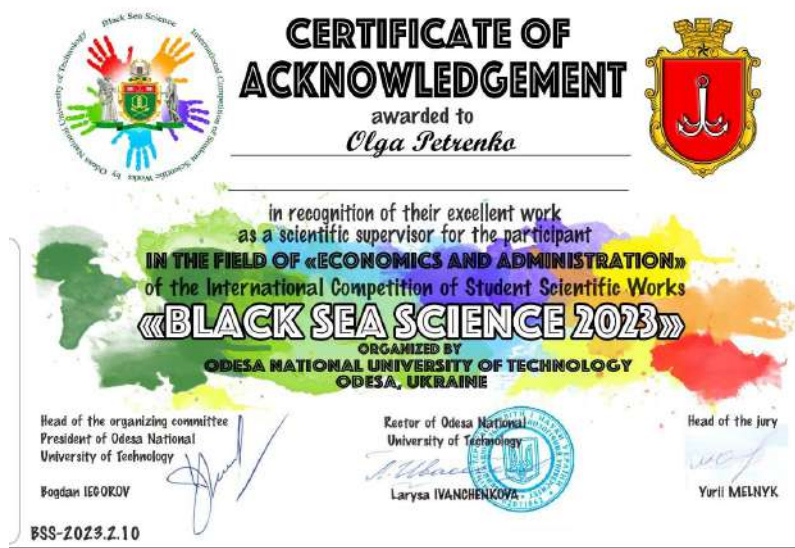 Black Sea Science International Competition of Student Scientific Works by Odesa National University of Technology
CERTIFICATE OF
ACKNOWLEDGEMENT
awarded to
Olga Petrenko
in recognition of their excellent work
as a scientific supervisor for the participant
IN THE FIELD OF «ECONOMICS AND ADMINISTRATION»
of the International Competition of Student Scientific Works
«BLACK SEA SCIENCE 2023»
ORGANIZED BY
ODESA NATIONAL UNIVERSITY OF TECHNOLOGY
ODESA, UKRAINE
Head of the organizing committee
President of Odesa National
University of Technology
Bogdan IEGOROV
Rector of Odesa National
University of Technology
Larysa IVANCHENKOVA
Head of the jury
Yurii MELNYK
BSS-2023.2.10